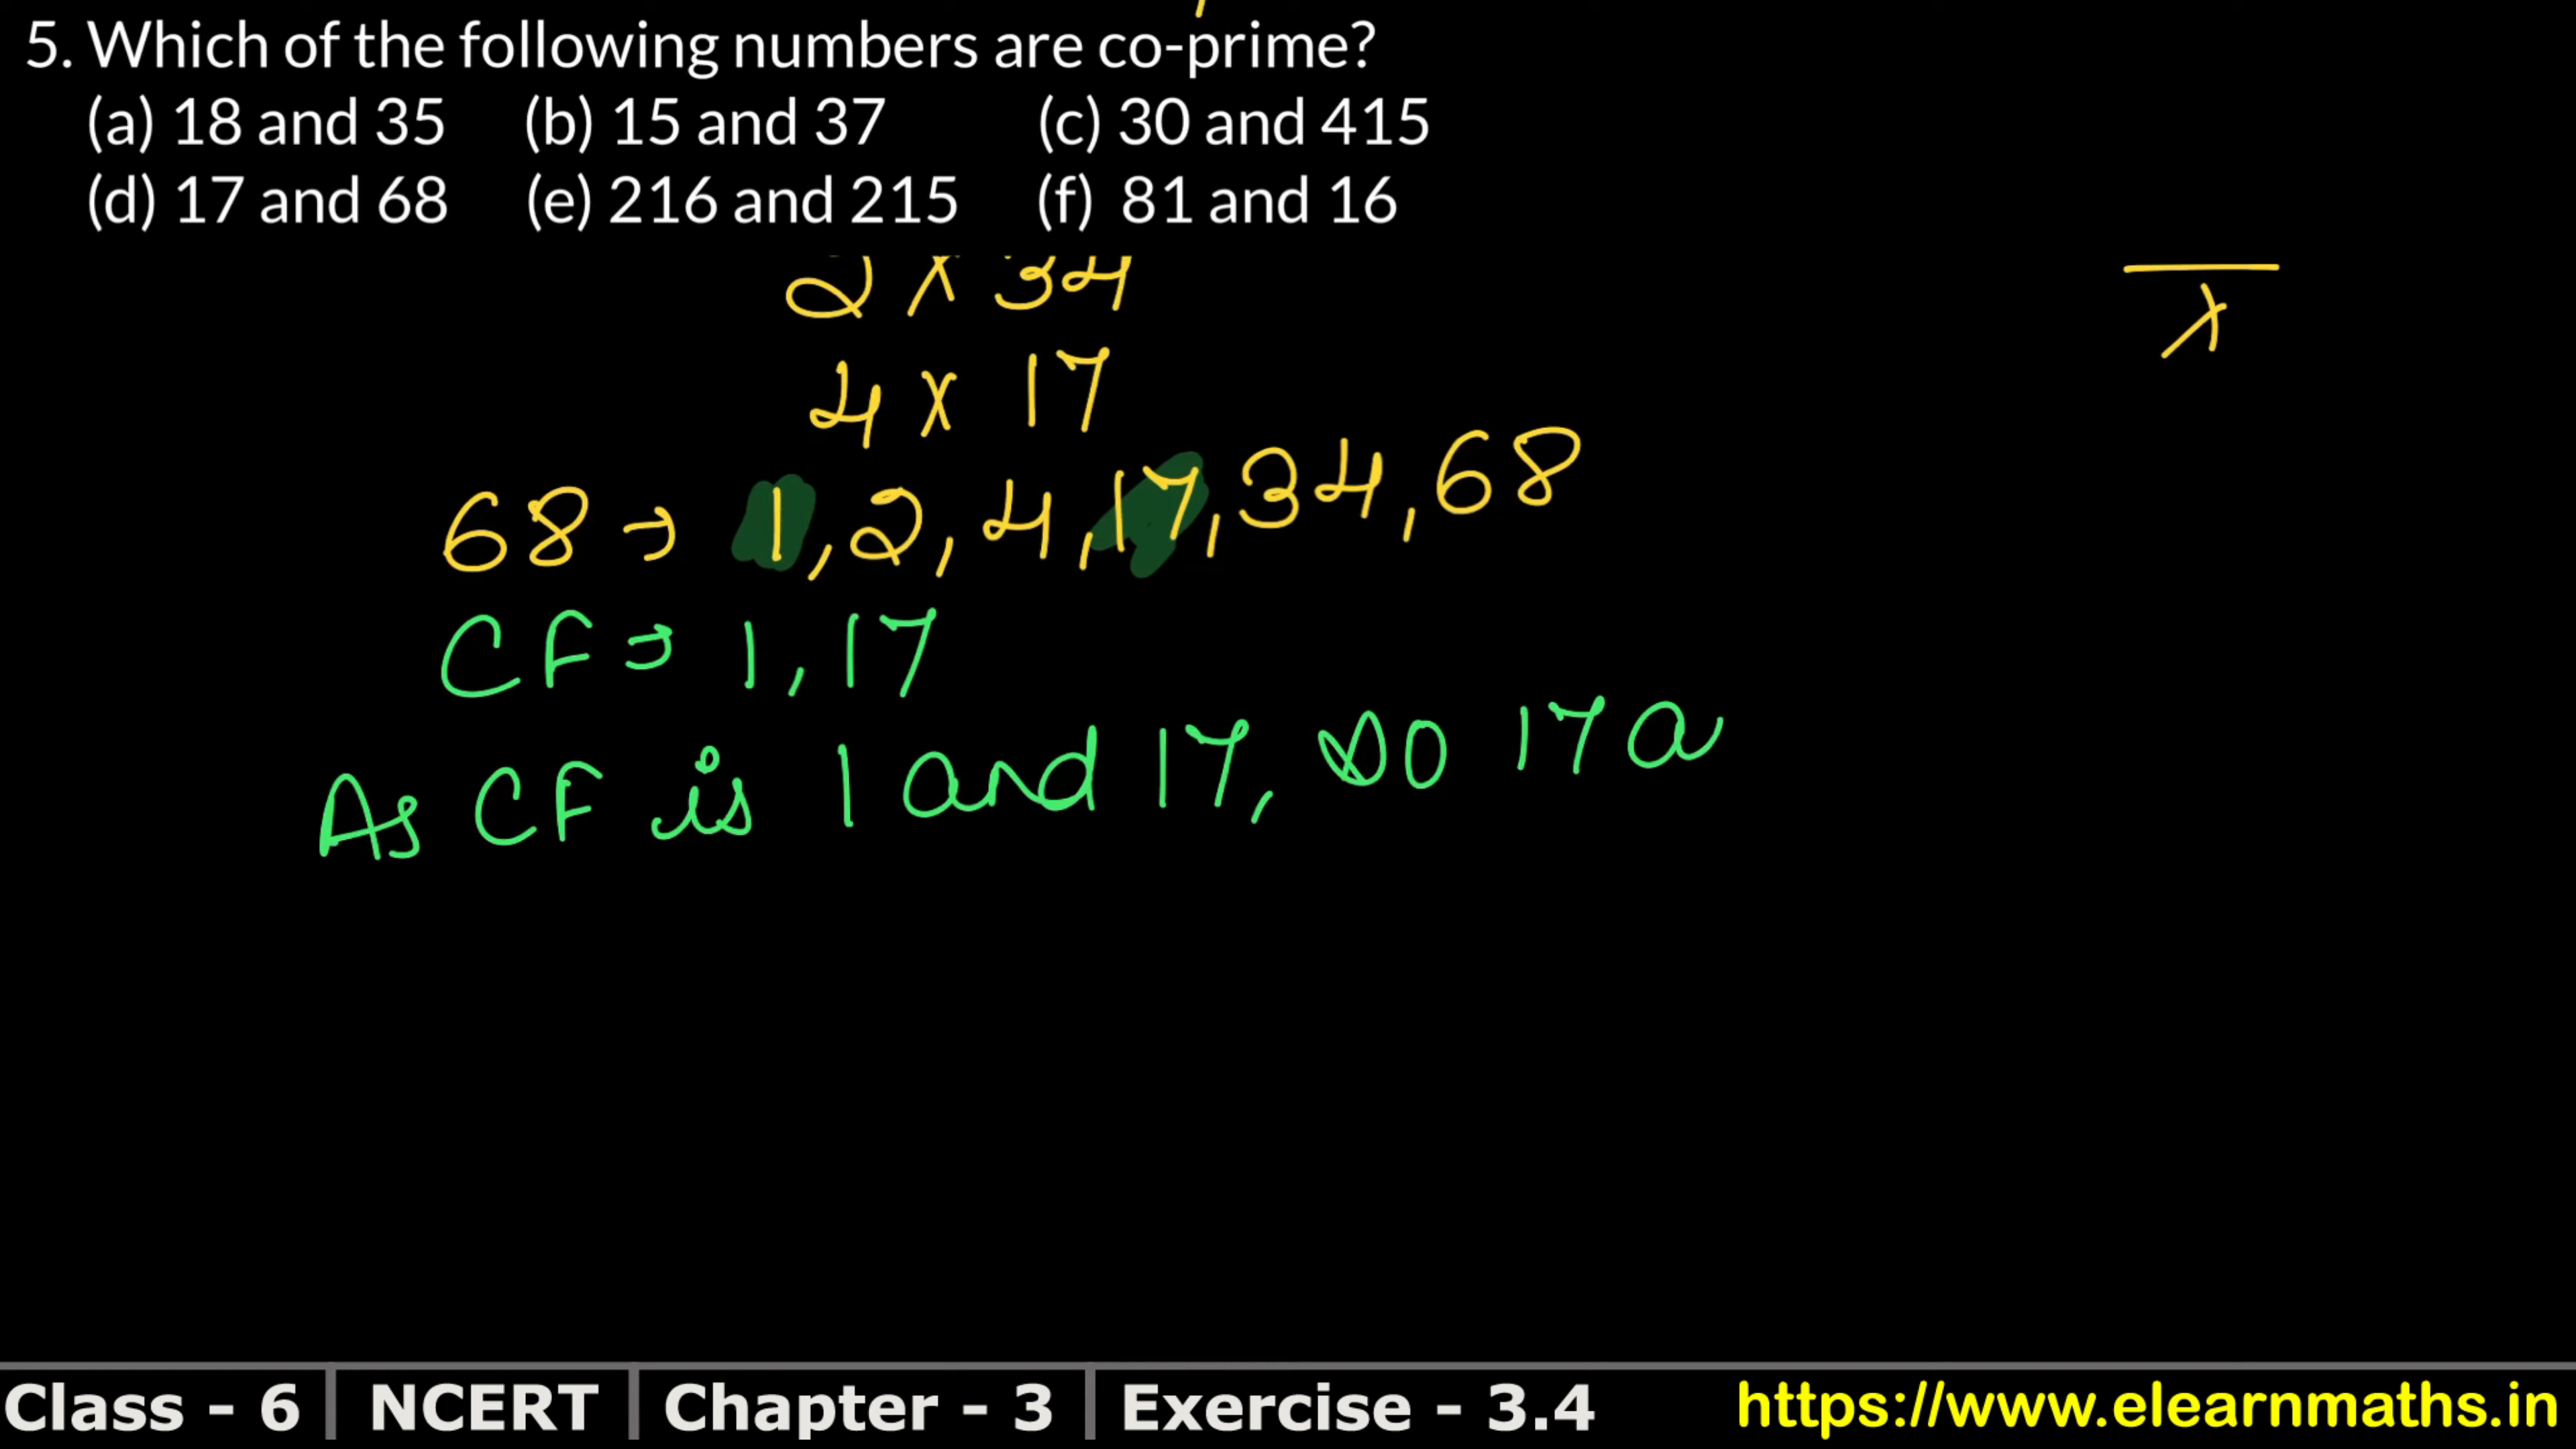 5. Which of the following numbers are co-prime?
(a) 18 and 35 (b) 15 and 37 (c) 30 and 415
(d) 17 and 68 (e) 216 and 215 (f) 81 and 16
2 x 34
4 x 17
68 → 1, 2, 4, 17, 34, 68
CF → 1, 17
As CF is 1 and 17, so 17 a
Class - 6 | NCERT | Chapter - 3 | Exercise - 3.4 https://www.elearnmaths.in